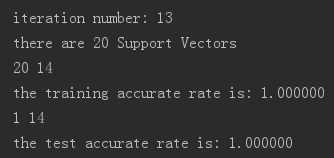 iteration number: 13
there are 20 Support Vectors
20 14
the training accurate rate is: 1.000000
1 14
the test accurate rate is: 1.000000